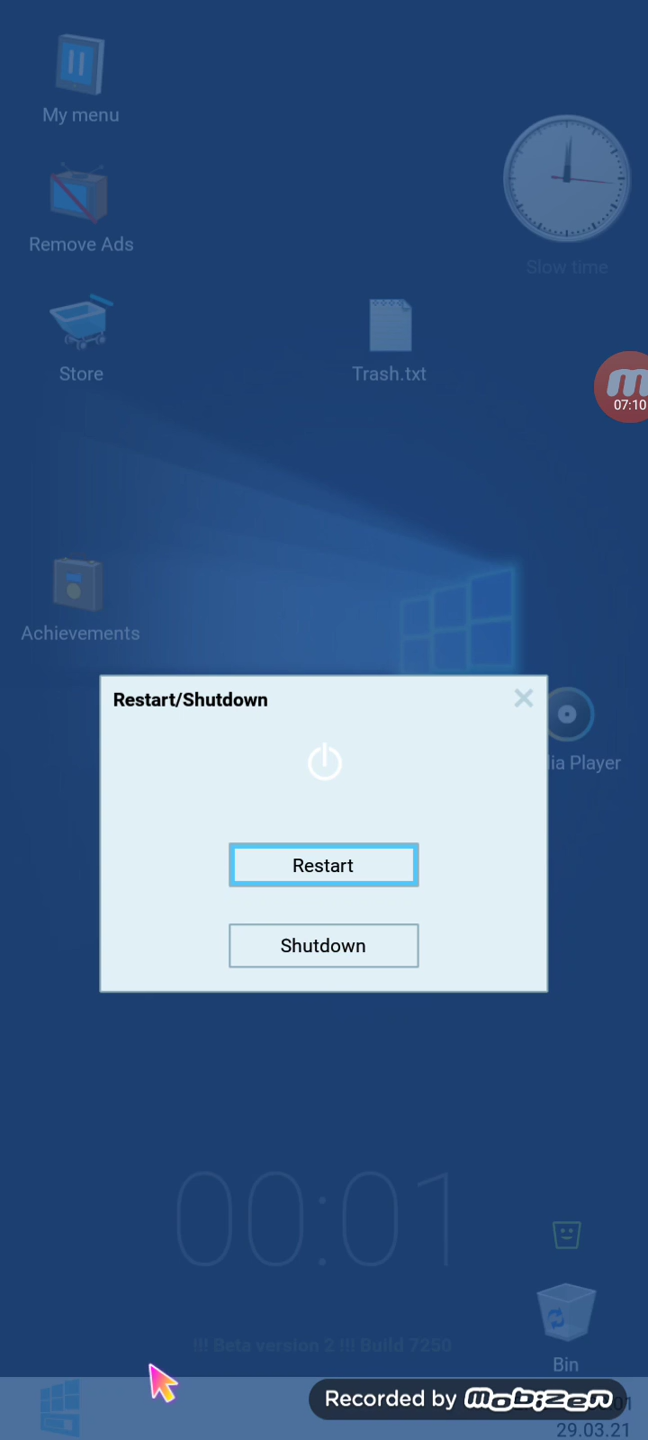 My menu
Remove Ads
Slow time
Store
Trash.txt
07:10
Achievements
Restart/Shutdown
dia Player
Restart
Shutdown
00:01
!!! Beta version 2 !!! Build 7250
Bin
Recorded by mobizen
29.03.21